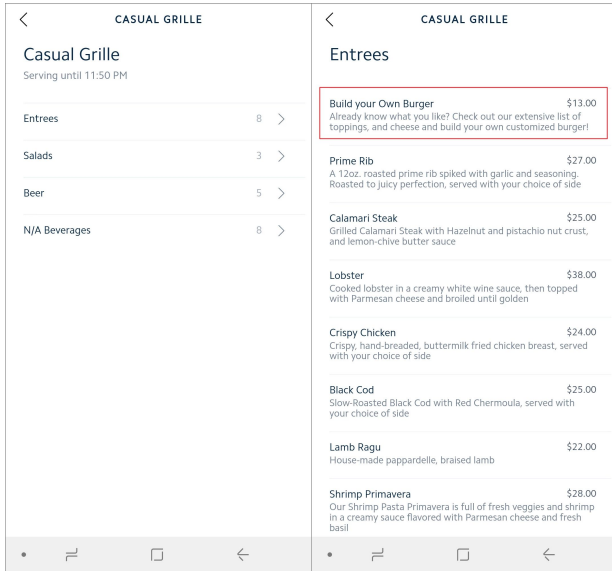 CASUAL GRILLE
Casual Grille
Serving until 11:50 PM
Entrees 8
Salads 3
Beer 5
N/A Beverages 8
CASUAL GRILLE
Entrees
Build your Own Burger $13.00
Already know what you like? Check out our extensive list of
toppings, and cheese and build your own customized burger!
Prime Rib $27.00
A 12oz. roasted prime rib spiked with garlic and seasoning.
Roasted to juicy perfection, served with your choice of side
Calamari Steak $25.00
Grilled Calamari Steak with Hazelnut and pistachio nut crust,
and lemon-chive butter sauce
Lobster $38.00
Cooked lobster in a creamy white wine sauce, then topped
with Parmesan cheese and broiled until golden
Crispy Chicken $24.00
Crispy, hand-breaded, buttermilk fried chicken breast, served
with your choice of side
Black Cod $25.00
Slow-Roasted Black Cod with Red Chermoula, served with
your choice of side
Lamb Ragu $22.00
House-made pappardelle, braised lamb
Shrimp Primavera $28.00
Our Shrimp Pasta Primavera is full of fresh veggies and shrimp
in a creamy sauce flavored with Parmesan cheese and fresh
basil